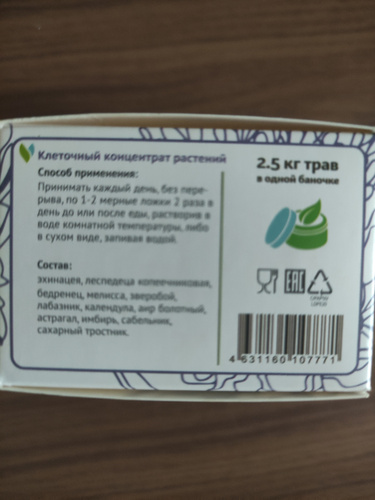 Клеточный концентрат растений
Способ применения:
Принимать каждый день, без пере-
рыва, по 1-2 мерные ложки 2 раза в
день до или после еды, растворив в
воде комнатной температуры, либо
в сухом виде, запивая водой.
Состав:
эхинацея, леспедеца копеечниковая,
бедренец, мелисса, зверобой,
лабазник, календула, аир болотный,
астрагал, имбирь, сабельник,
сахарный тростник.
2.5 кг трав
в одной баночке
EAC
4 631160 107771